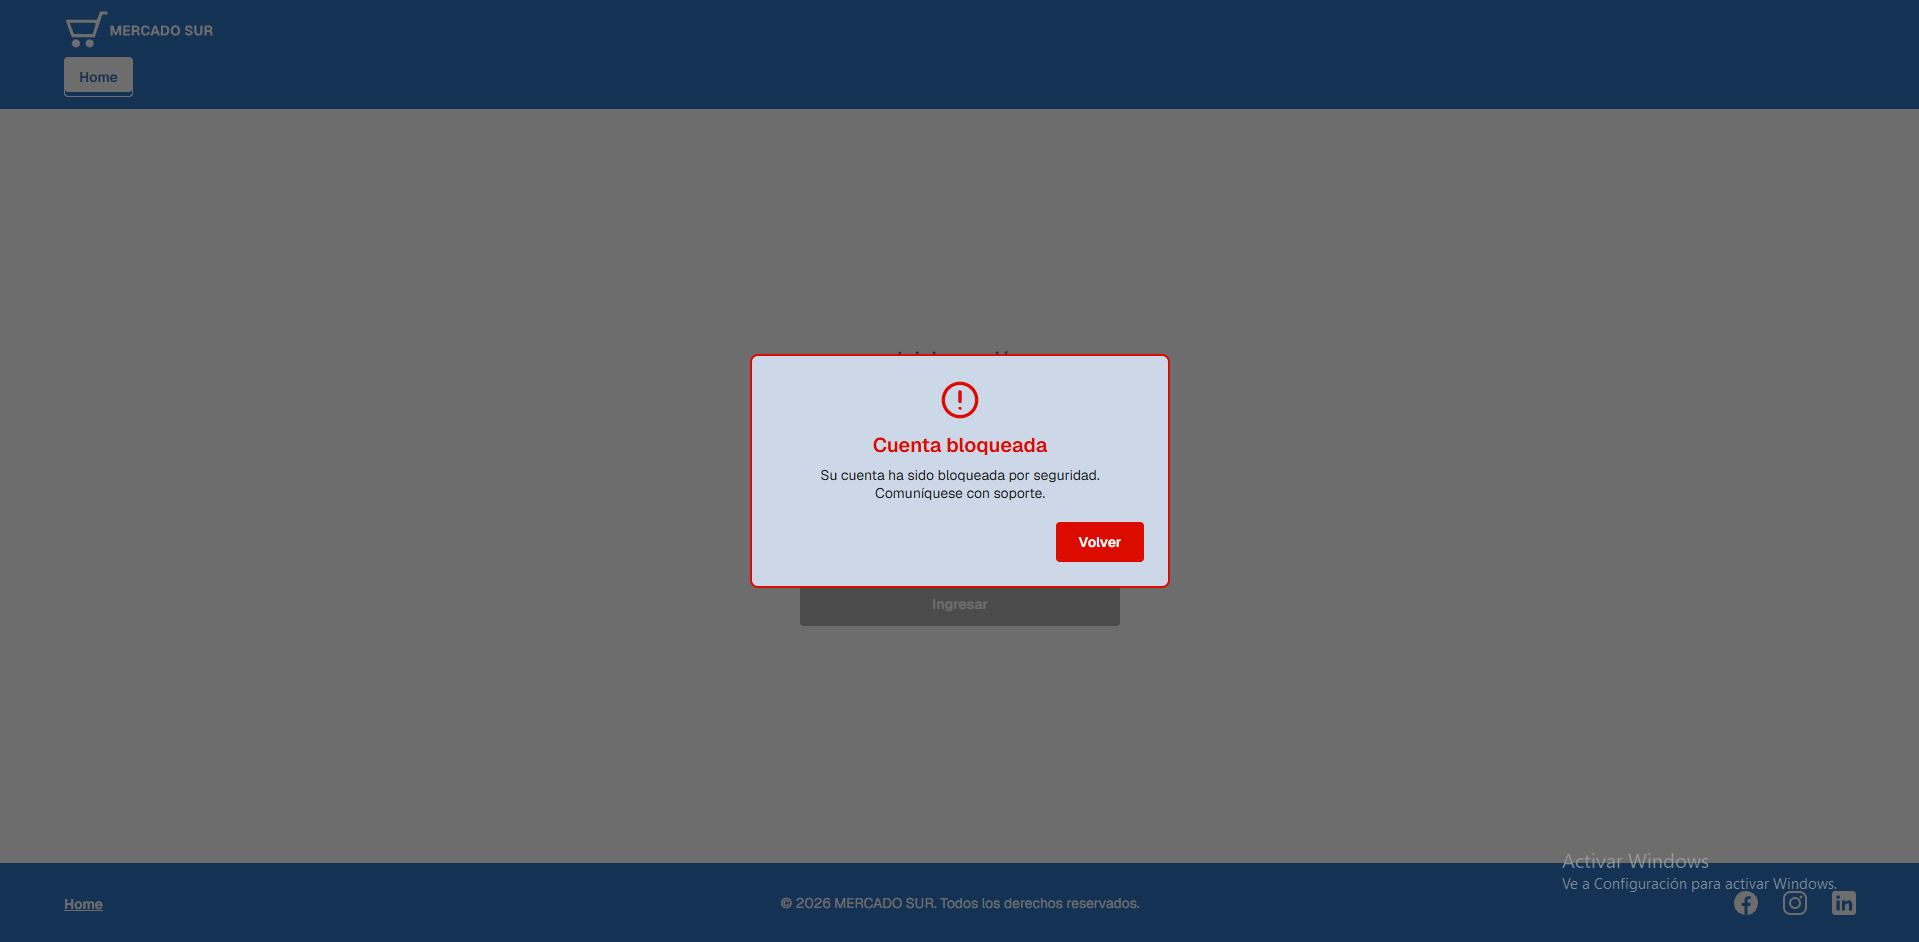 MERCADO SUR
Home
Cuenta bloqueada
Su cuenta ha sido bloqueada por seguridad.
Comuníquese con soporte.
Volver
Ingresar
Activar Windows
Ve a Configuración para activar Windows.
Home
© 2026 MERCADO SUR. Todos los derechos reservados.